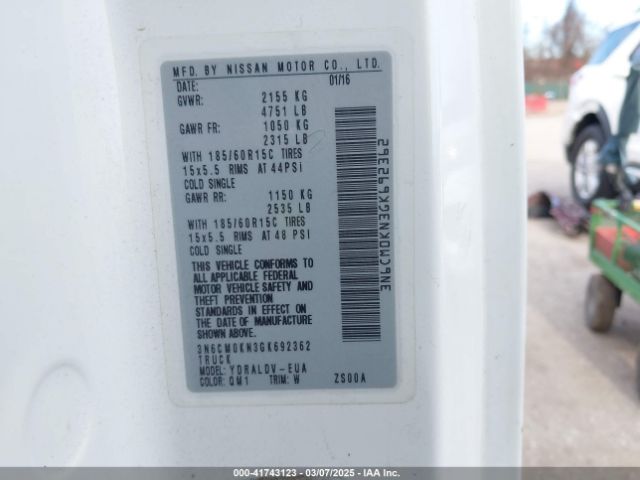 MFD. BY NISSAN MOTOR CO., LTD.
DATE: 01/16
GVWR: 2155 KG
4751 LB
GAWR FR: 1050 KG
2315 LB
WITH 185/60R15C TIRES
15x5.5 RIMS AT 44PSi
COLD SINGLE
GAWR RR: 1150 KG
2535 LB
WITH 185/60R15C TIRES
15x5.5 RIMS AT 48 PSI
COLD SINGLE
THIS VEHICLE CONFORMS TO
ALL APPLICABLE FEDERAL
MOTOR VEHICLE SAFETY AND
THEFT PREVENTION
STANDARDS IN EFFECT ON
THE DATE OF MANUFACTURE
SHOWN ABOVE.
3N6CM0KN3GK692362
TRUCK
MODEL: YDRALDV-EUA
COLOR: QM1 TRIM: W ZS00A
3N6CM0KN3GK692362
000-41743123 - 03/07/2025 - IAA Inc.